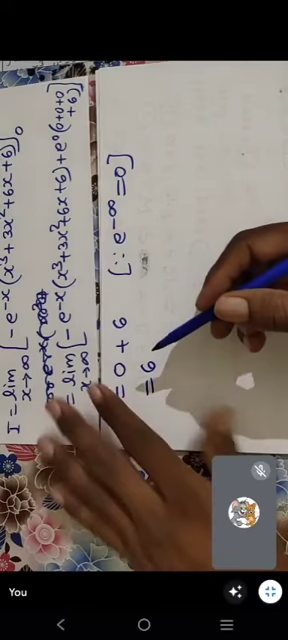 I = lim x→∞ [-e^-x (x³+3x²+6x+6)]₀
= lim x→∞ [-e^-x (x³+3x²+6x+6) + e⁰(0+0+0+6)]
= 0 + 6 [∵ e^-∞ = 0]
= 6
You